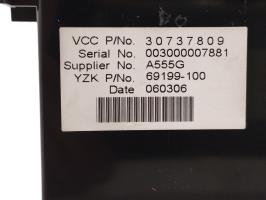 VCC P/No. 30737809
Serial No. 003000007881
Supplier No. A555G
YZK P/No. 69199-100
Date 060306